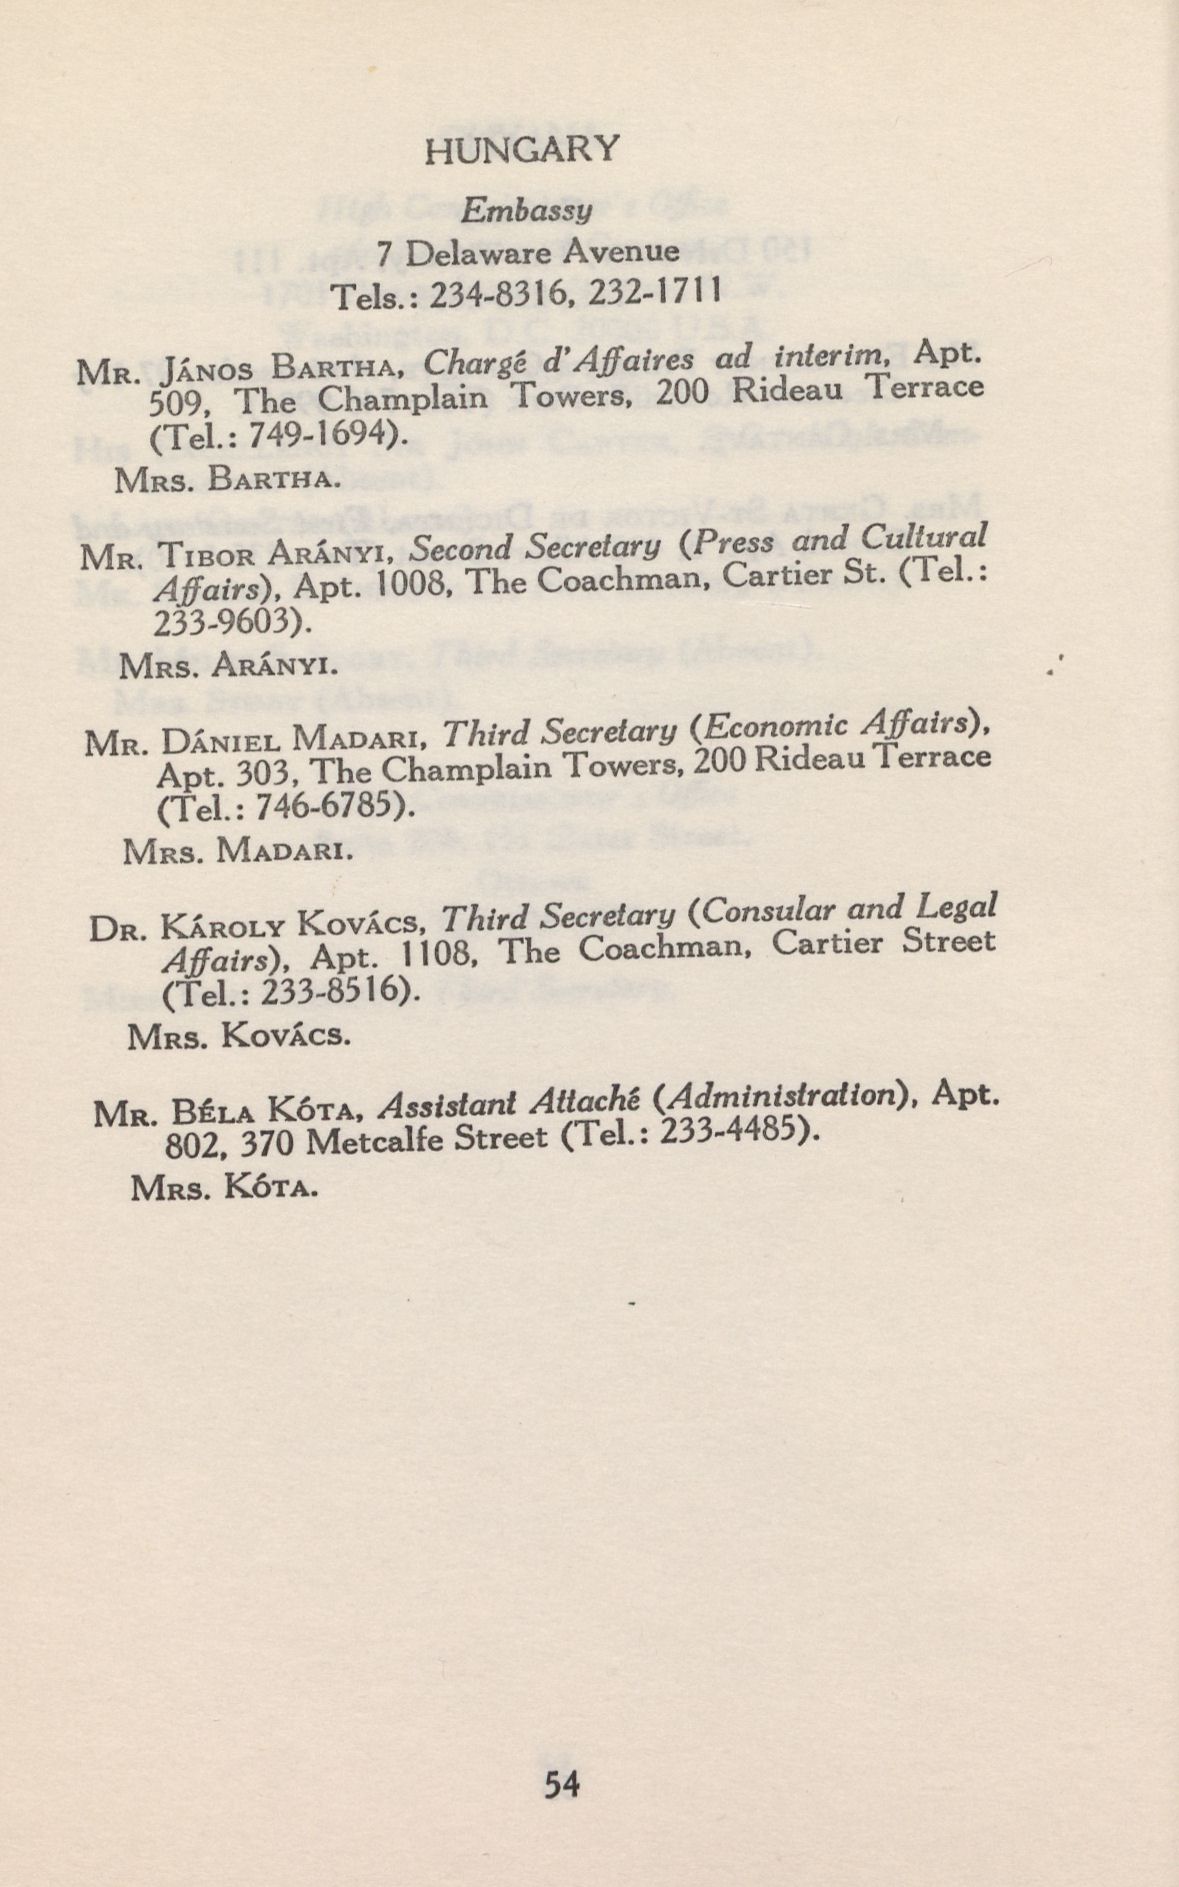 HUNGARY
Embassy
7 Delaware Avenue
Tels.: 234-8316, 232-1711
MR. JÁNOS BARTHA, Chargé d'Affaires ad interim, Apt.
509, The Champlain Towers, 200 Rideau Terrace
(Tel.: 749-1694).
MRS. BARTHA.
MR. TIBOR ARÁNYI, Second Secretary (Press and Cultural
Affairs), Apt. 1008, The Coachman, Cartier St. (Tel.:
233-9603).
MRS. ARÁNYI.
MR. DÁNIEL MADARI, Third Secretary (Economic Affairs),
Apt. 303, The Champlain Towers, 200 Rideau Terrace
(Tel.: 746-6785).
MRS. MADARI.
DR. KÁROLY KOVÁCS, Third Secretary (Consular and Legal
Affairs), Apt. 1108, The Coachman, Cartier Street
(Tel.: 233-8516).
MRS. KOVÁCS.
MR. BÉLA KÓTA, Assistant Attaché (Administration), Apt.
802, 370 Metcalfe Street (Tel.: 233-4485).
MRS. KÓTA.
54